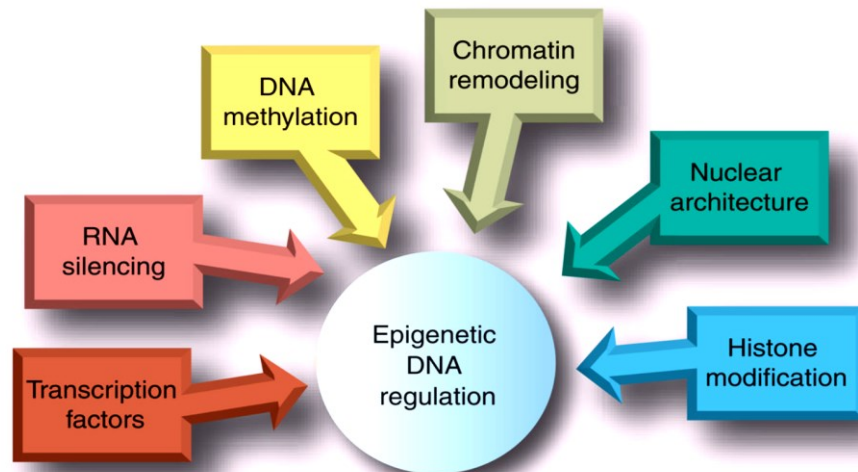 Chromatin
remodeling
DNA
methylation
Nuclear
architecture
RNA
silencing
Epigenetic
DNA
regulation
Histone
modification
Transcription
factors